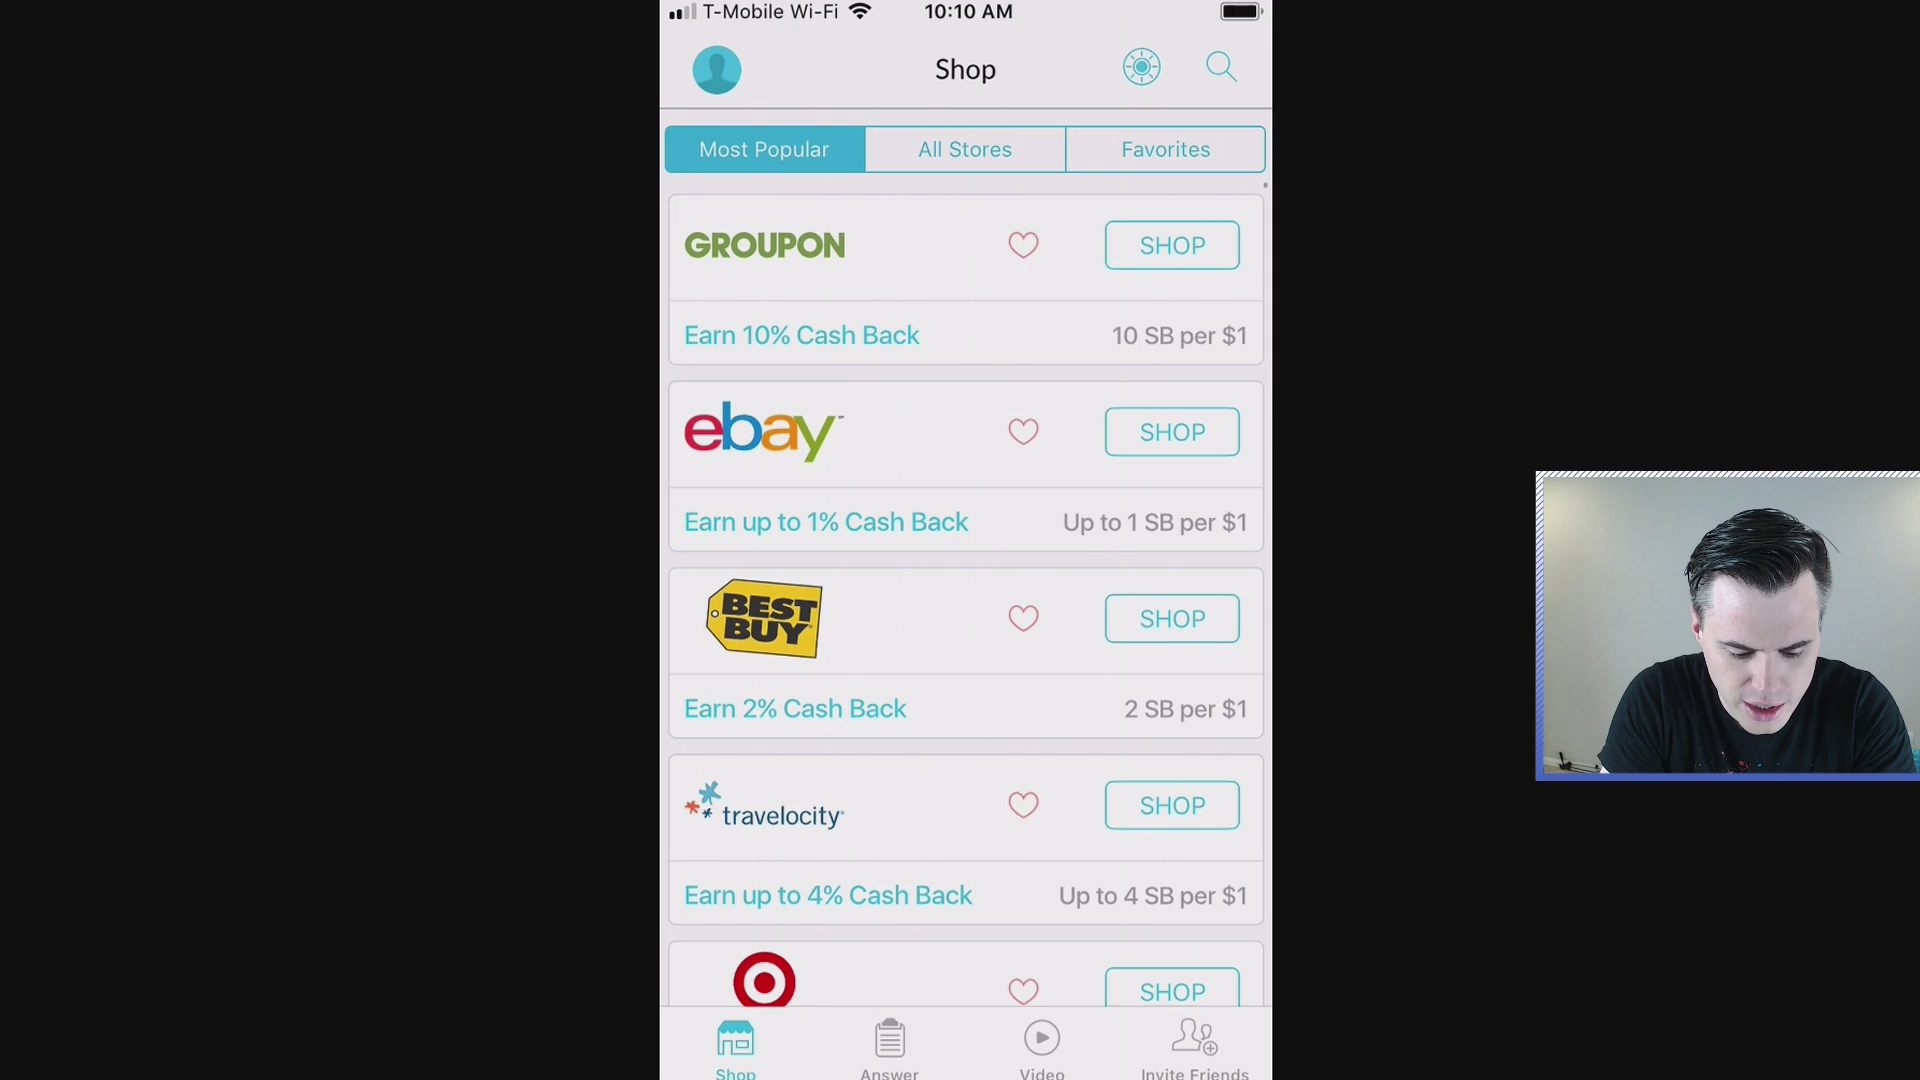 T-Mobile Wi-Fi 10:10 AM
Shop
Most Popular All Stores Favorites
GROUPON SHOP
Earn 10% Cash Back 10 SB per $1
ebay SHOP
Earn up to 1% Cash Back Up to 1 SB per $1
BEST
BUY SHOP
Earn 2% Cash Back 2 SB per $1
travelocity SHOP
Earn up to 4% Cash Back Up to 4 SB per $1
SHOP
Shop Answer Video Invite Friends